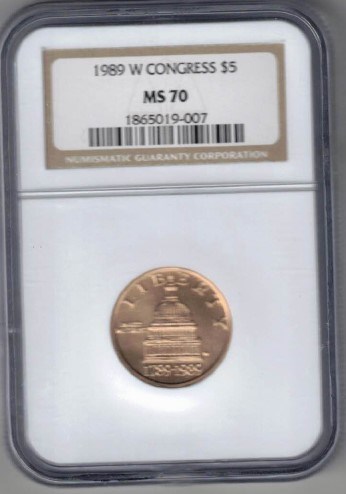 1989 W CONGRESS $5
MS 70
1865019-007
NUMISMATIC GUARANTY CORPORATION
LIBERTY
1789·1989